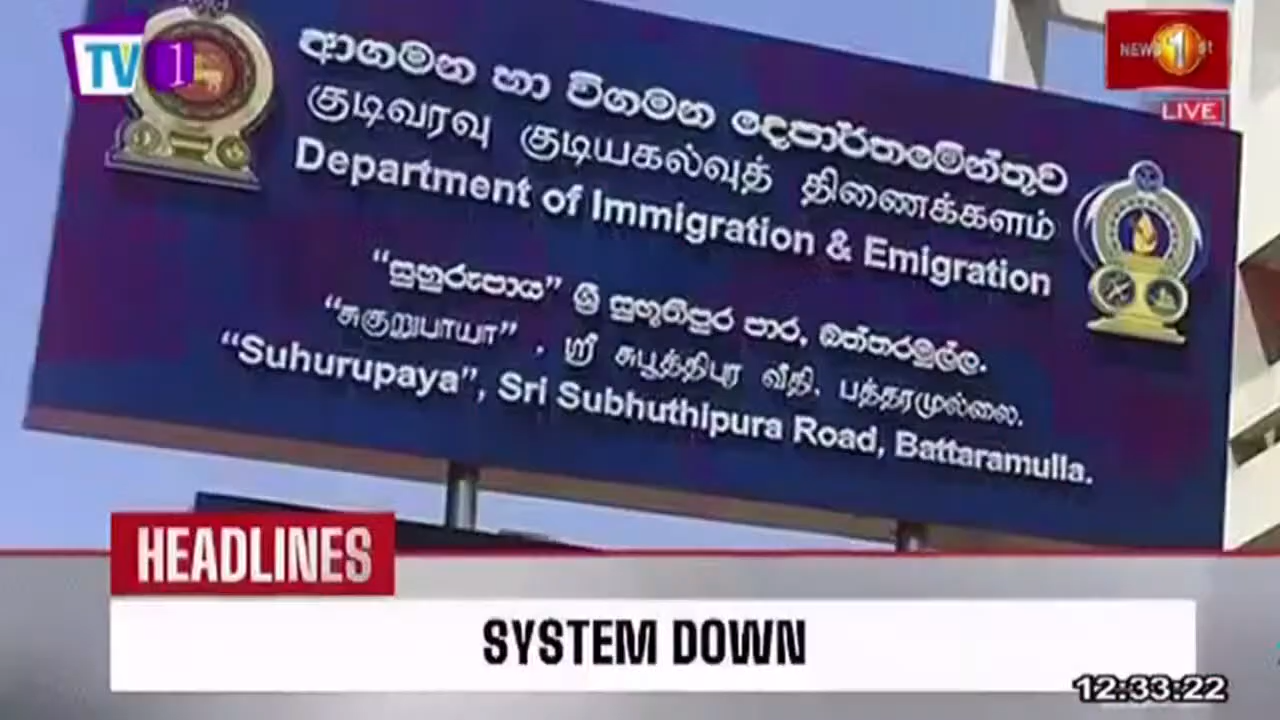 TV 1
NEWS 1st
LIVE
ආගමන හා විගමන දෙපාර්තමේන්තුව
குடிவரவு குடியகல்வுத் திணைக்களம்
Department of Immigration & Emigration
“සුහුරුපාය” ශ්‍රී සුභූතිපුර පාර, බත්තරමුල්ල.
“சுகுறுபாயா” , ஸ்ரீ சுபூத்திபுர வீதி, பத்தரமுல்லை.
“Suhurupaya”, Sri Subhuthipura Road, Battaramulla.
HEADLINES
SYSTEM DOWN
12:33:22